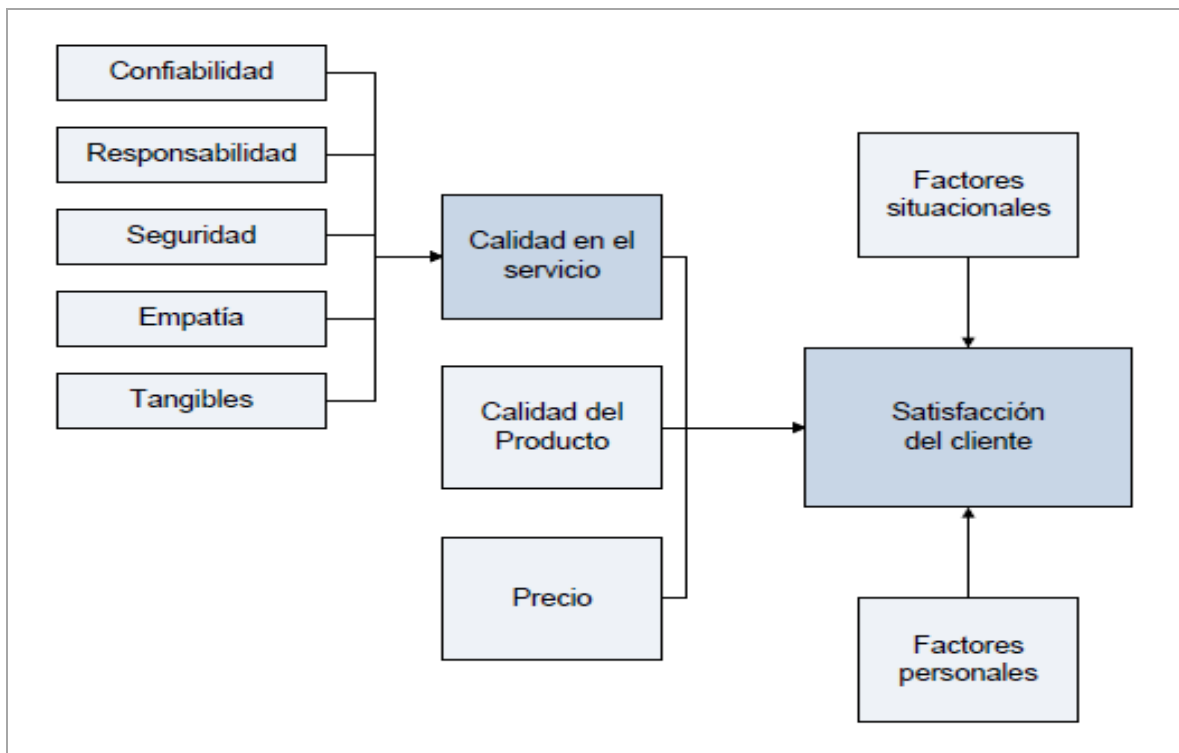 Confiabilidad
Responsabilidad
Seguridad
Empatía
Tangibles
Calidad en el
servicio
Calidad del
Producto
Precio
Factores
situacionales
Satisfacción
del cliente
Factores
personales